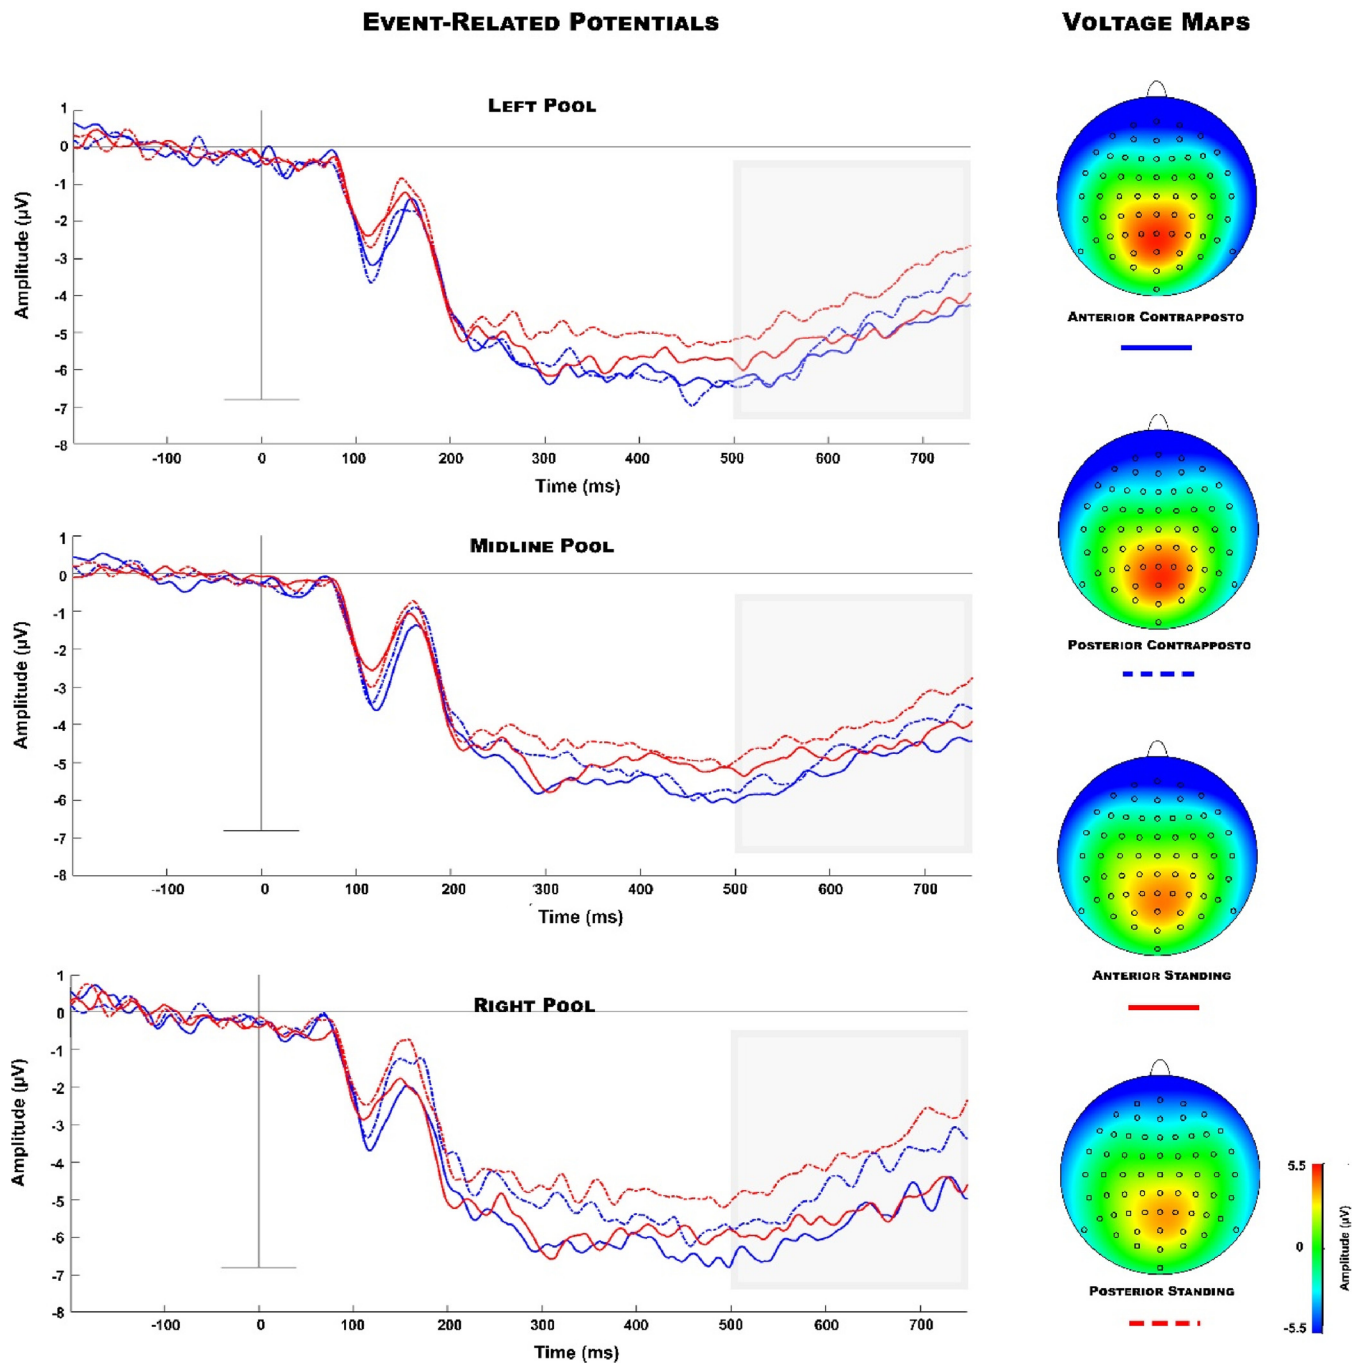 EVENT-RELATED POTENTIALS
VOLTAGE MAPS
LEFT POOL
1
0
-1
-2
-3
-4
-5
-6
-7
-8
Amplitude (µV)
-100 0 100 200 300 400 500 600 700
Time (ms)
ANTERIOR CONTRAPPOSTO
MIDLINE POOL
1
0
-1
-2
-3
-4
-5
-6
-7
-8
Amplitude (µV)
--100 0 100 200 300 400 500 600 700
Time (ms)
POSTERIOR CONTRAPPOSTO
ANTERIOR STANDING
RIGHT POOL
1
0
-1
-2
-3
-4
-5
-6
-7
-8
Amplitude (µV)
-100 0 100 200 300 400 500 600 700
Time (ms)
POSTERIOR STANDING
5.5
0
-5.5
Amplitude (µV)